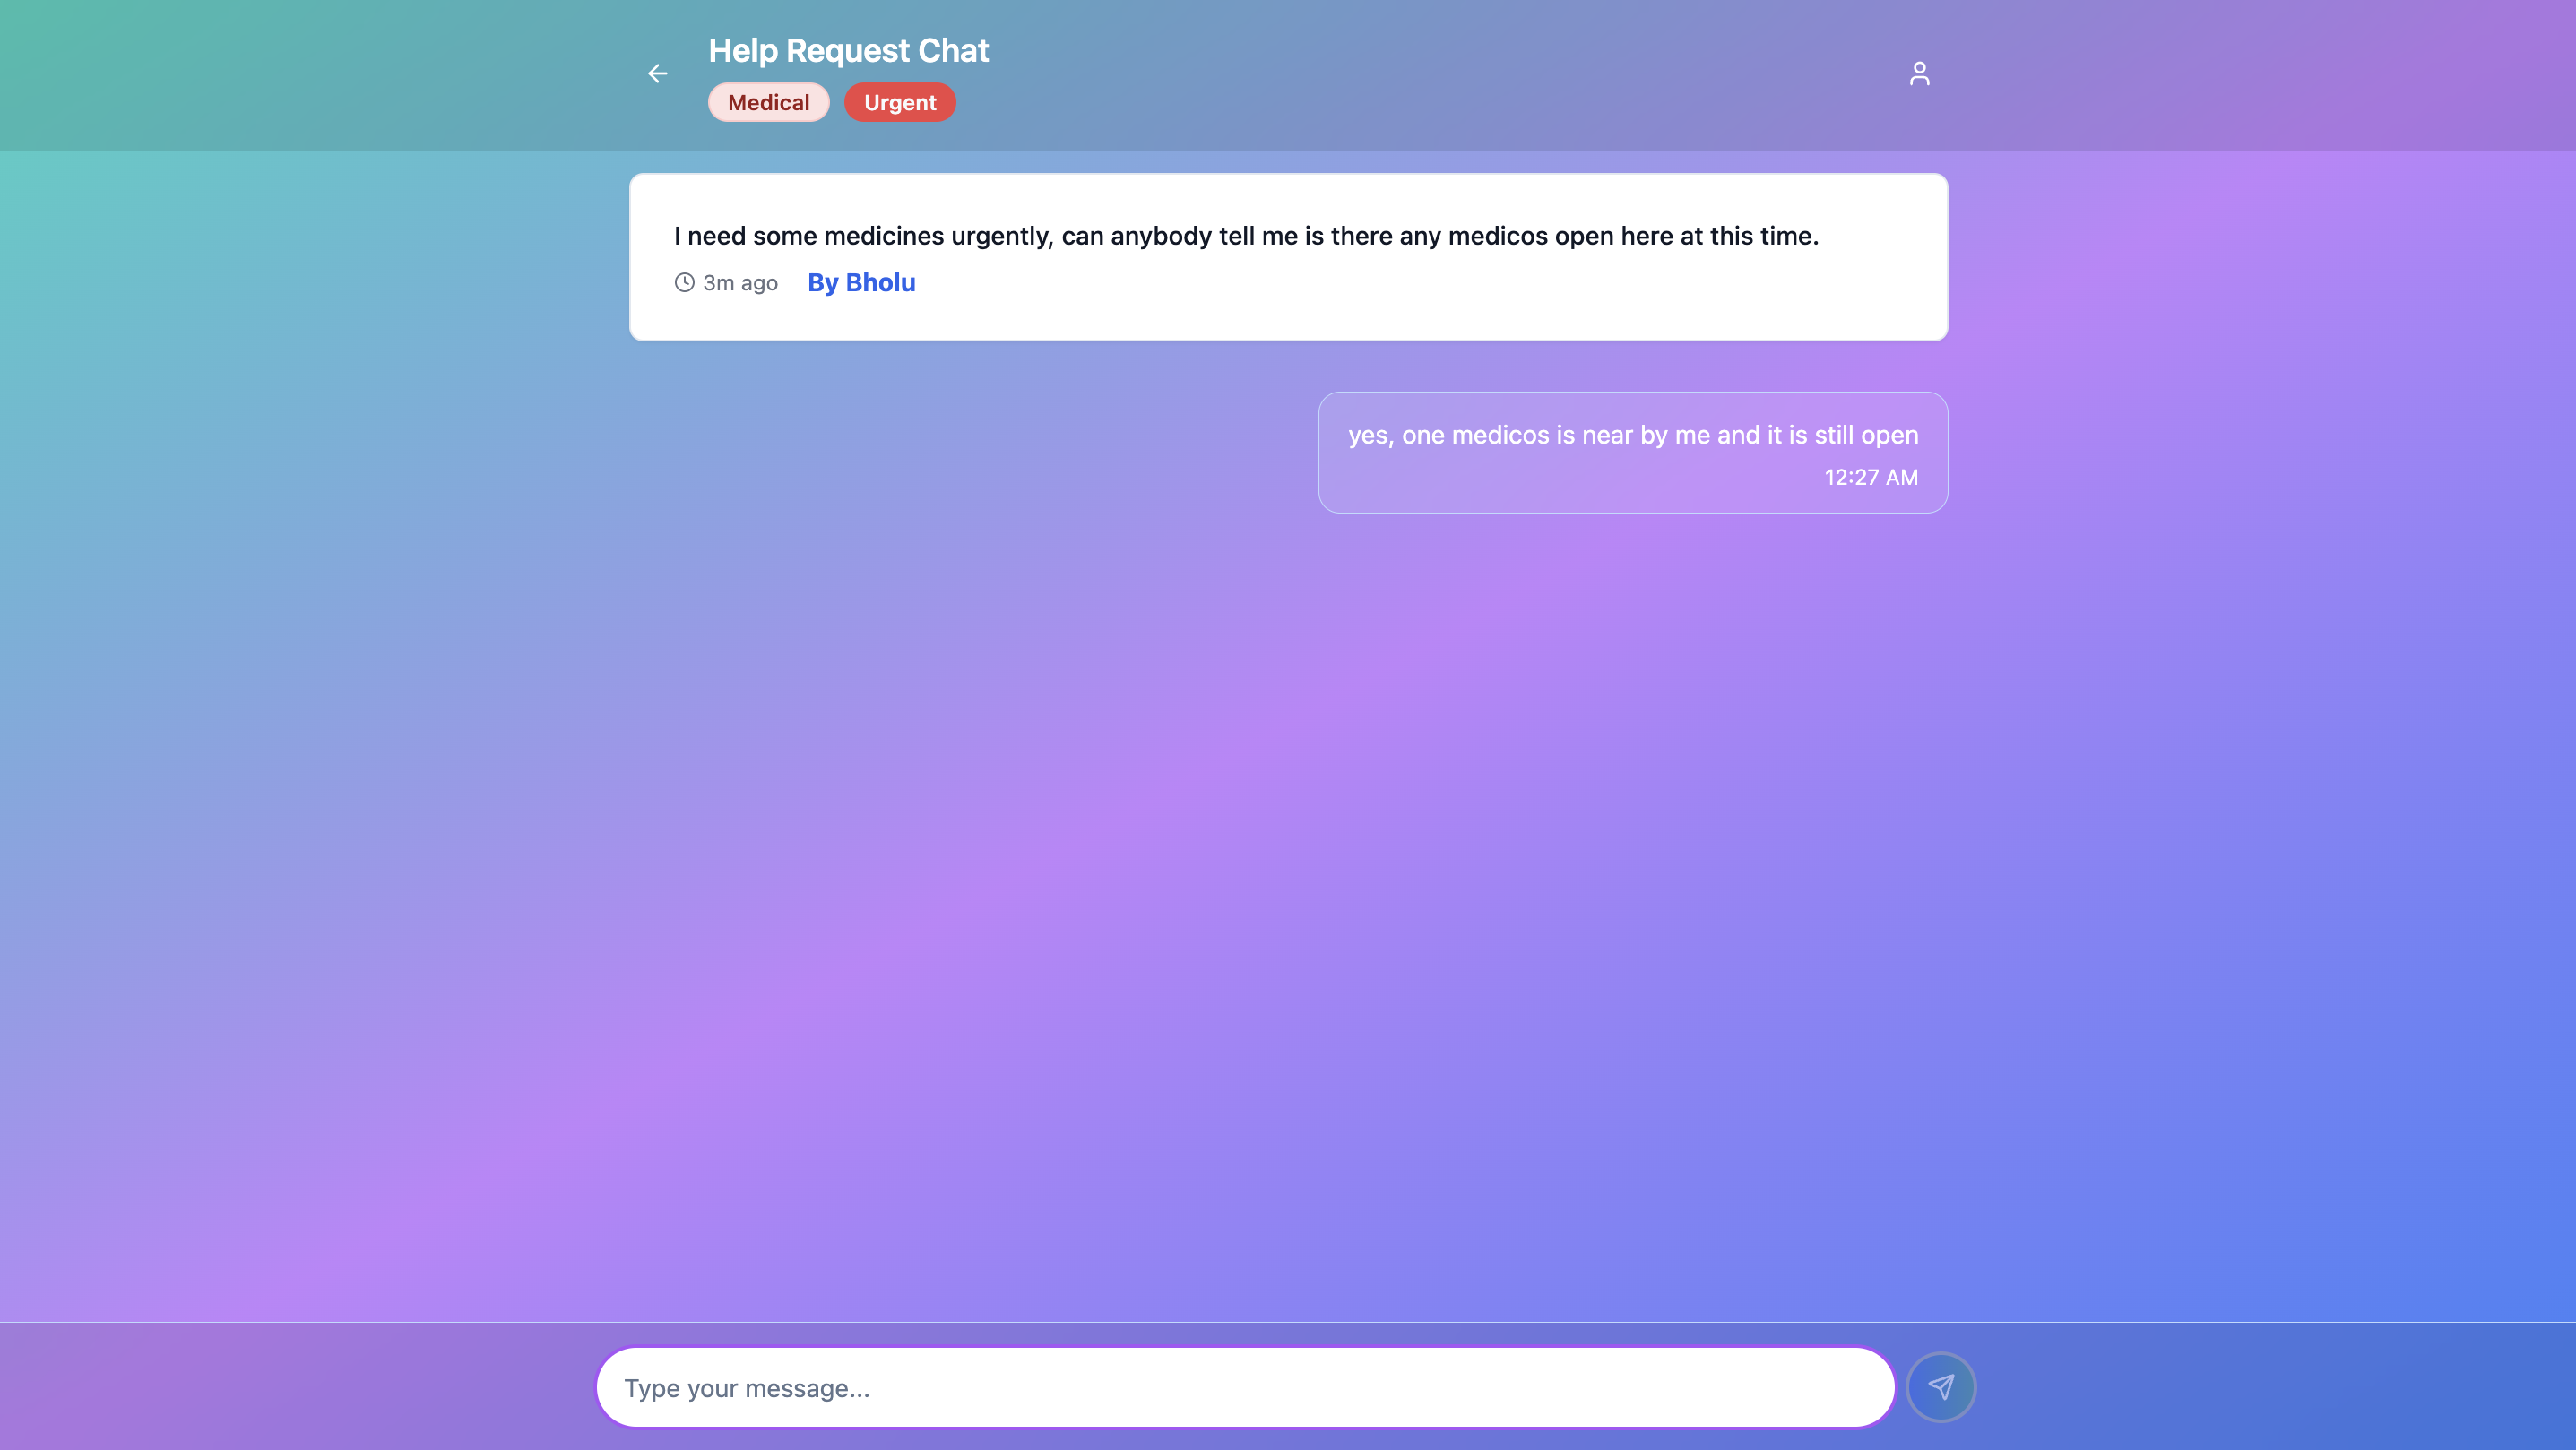 Help Request Chat
Medical Urgent
I need some medicines urgently, can anybody tell me is there any medicos open here at this time.
3m ago By Bholu
yes, one medicos is near by me and it is still open
12:27 AM
Type your message...